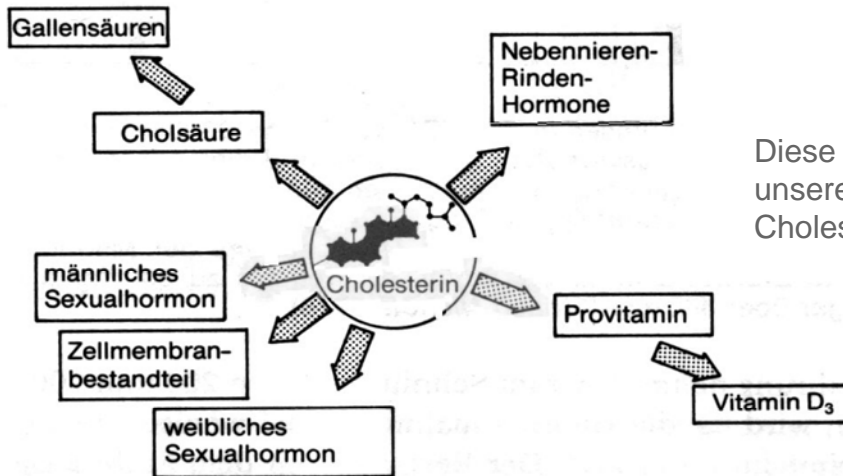 Gallensäuren
Cholsäure
Nebennieren-
Rinden-
Hormone
Diese
unsere
Choles
Cholesterin
männliches
Sexualhormon
Zellmembran-
bestandteil
weibliches
Sexualhormon
Provitamin
Vitamin D₃